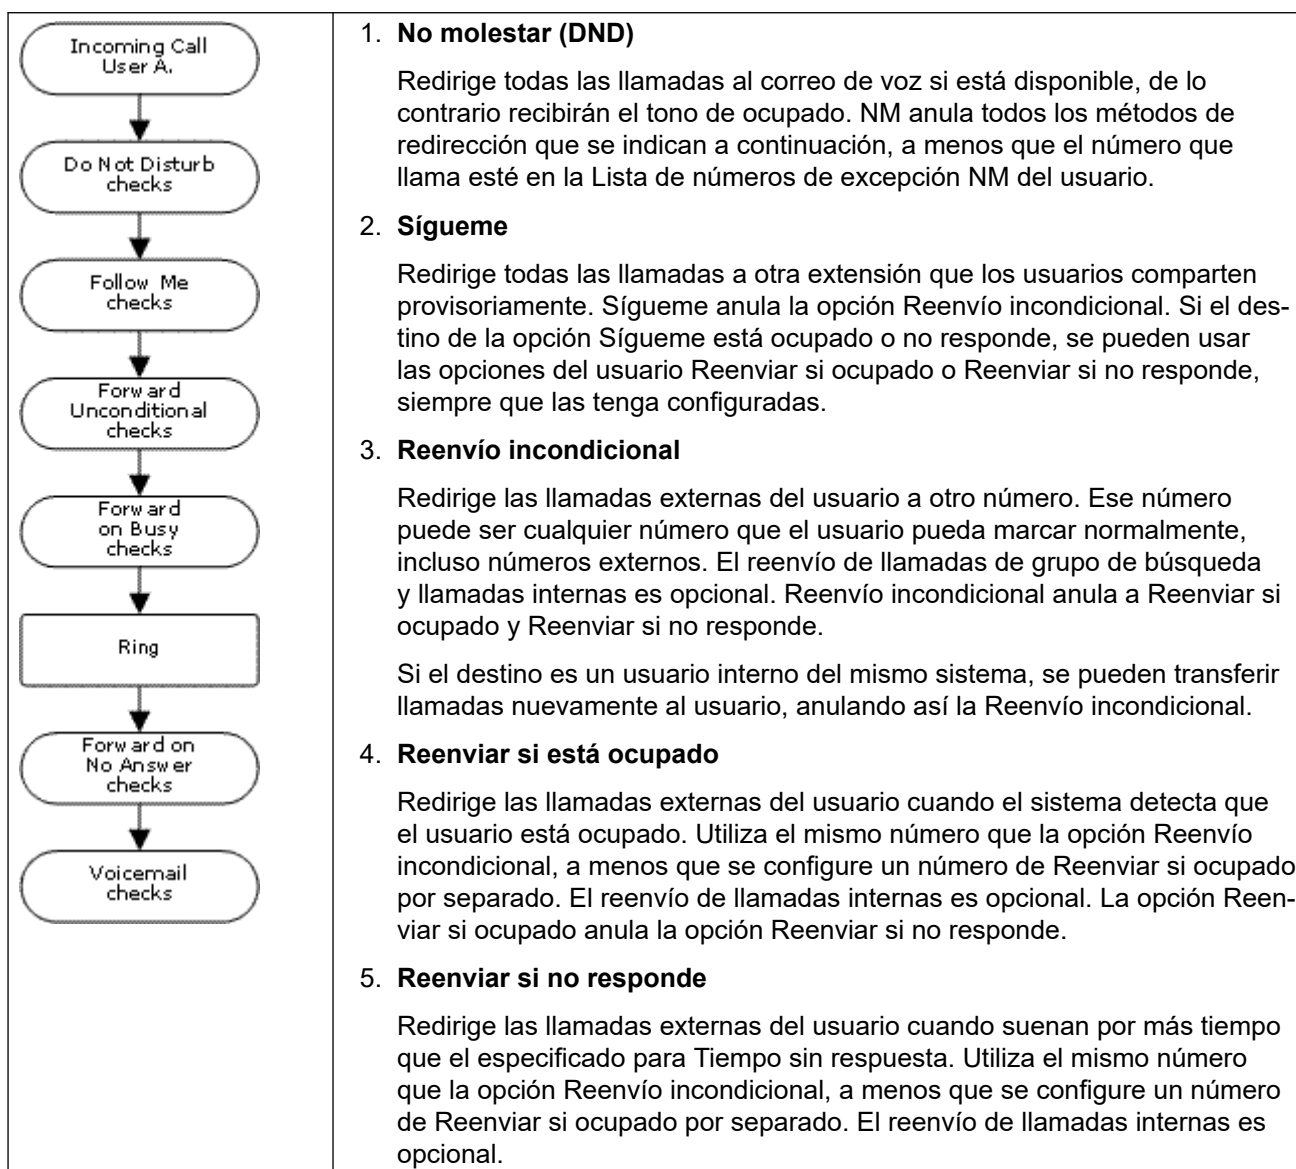 Incoming Call
User A.
Do Not Disturb
checks
Follow Me
checks
Forward
Unconditional
checks
Forward
on Busy
checks
Ring
Forward on
No Answer
checks
Voicemail
checks
1. No molestar (DND)
Redirige todas las llamadas al correo de voz si está disponible, de lo
contrario recibirán el tono de ocupado. NM anula todos los métodos de
redirección que se indican a continuación, a menos que el número que
llama esté en la Lista de números de excepción NM del usuario.
2. Sígueme
Redirige todas las llamadas a otra extensión que los usuarios comparten
provisoriamente. Sígueme anula la opción Reenvío incondicional. Si el des-
tino de la opción Sígueme está ocupado o no responde, se pueden usar
las opciones del usuario Reenviar si ocupado o Reenviar si no responde,
siempre que las tenga configuradas.
3. Reenvío incondicional
Redirige las llamadas externas del usuario a otro número. Ese número
puede ser cualquier número que el usuario pueda marcar normalmente,
incluso números externos. El reenvío de llamadas de grupo de búsqueda
y llamadas internas es opcional. Reenvío incondicional anula a Reenviar si
ocupado y Reenviar si no responde.
Si el destino es un usuario interno del mismo sistema, se pueden transferir
llamadas nuevamente al usuario, anulando así la Reenvío incondicional.
4. Reenviar si está ocupado
Redirige las llamadas externas del usuario cuando el sistema detecta que
el usuario está ocupado. Utiliza el mismo número que la opción Reenvío
incondicional, a menos que se configure un número de Reenviar si ocupado
por separado. El reenvío de llamadas internas es opcional. La opción Reen-
viar si ocupado anula la opción Reenviar si no responde.
5. Reenviar si no responde
Redirige las llamadas externas del usuario cuando suenan por más tiempo
que el especificado para Tiempo sin respuesta. Utiliza el mismo número
que la opción Reenvío incondicional, a menos que se configure un número
de Reenviar si ocupado por separado. El reenvío de llamadas internas es
opcional.